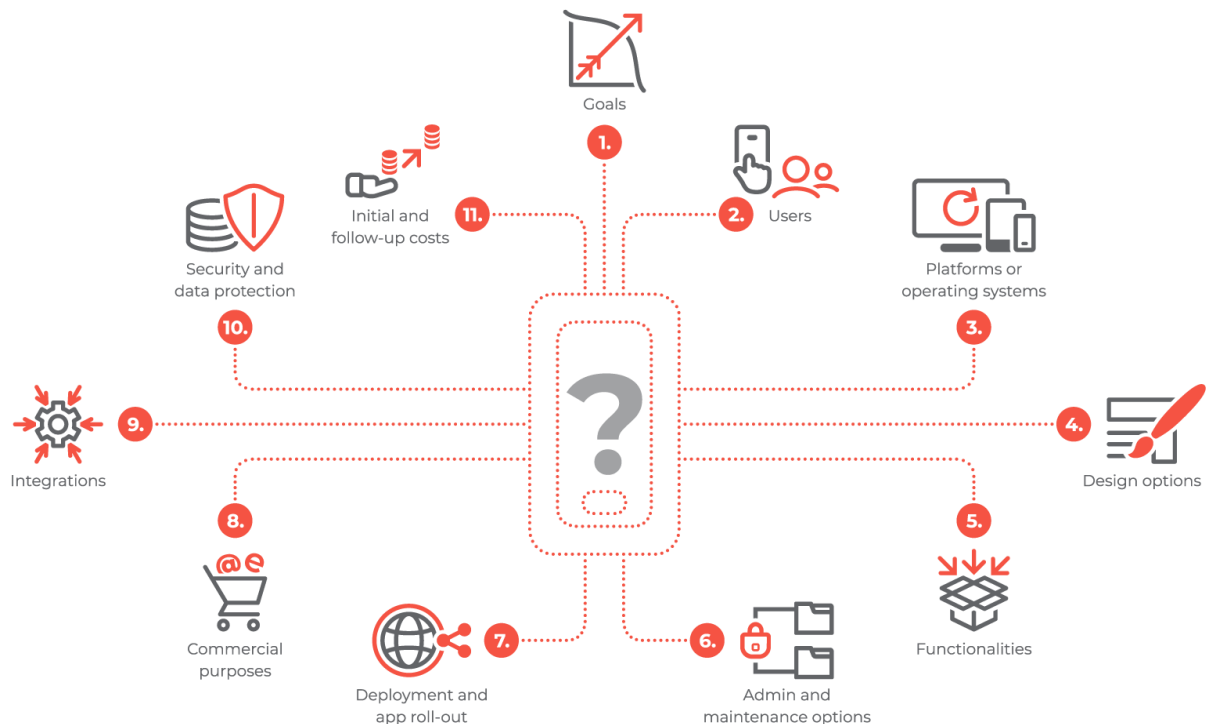 Goals
1.
2.
Users
Platforms or
operating systems
3.
4.
Design options
5.
Functionalities
6.
Admin and
maintenance options
7.
Deployment and
app roll-out
8.
@e
Commercial
purposes
9.
Integrations
10.
Security and
data protection
11.
Initial and
follow-up costs
?